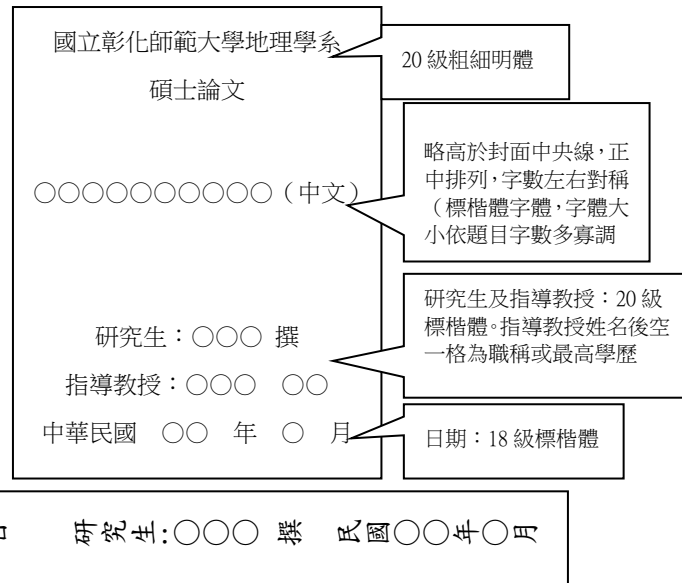 國立彰化師範大學地理學系
碩士論文
○○○○○○○○○○（中文）
研究生：○○○ 撰
指導教授：○○○ ○○
中華民國 ○○ 年 ○ 月
20 級粗細明體
略高於封面中央線，正
中排列，字數左右對稱
（標楷體字體，字體大
小依題目字數多寡調
研究生及指導教授：20 級
標楷體。指導教授姓名後空
一格為職稱或最高學歷
日期：18 級標楷體
研究生:○○○ 撰 民國○○年○月